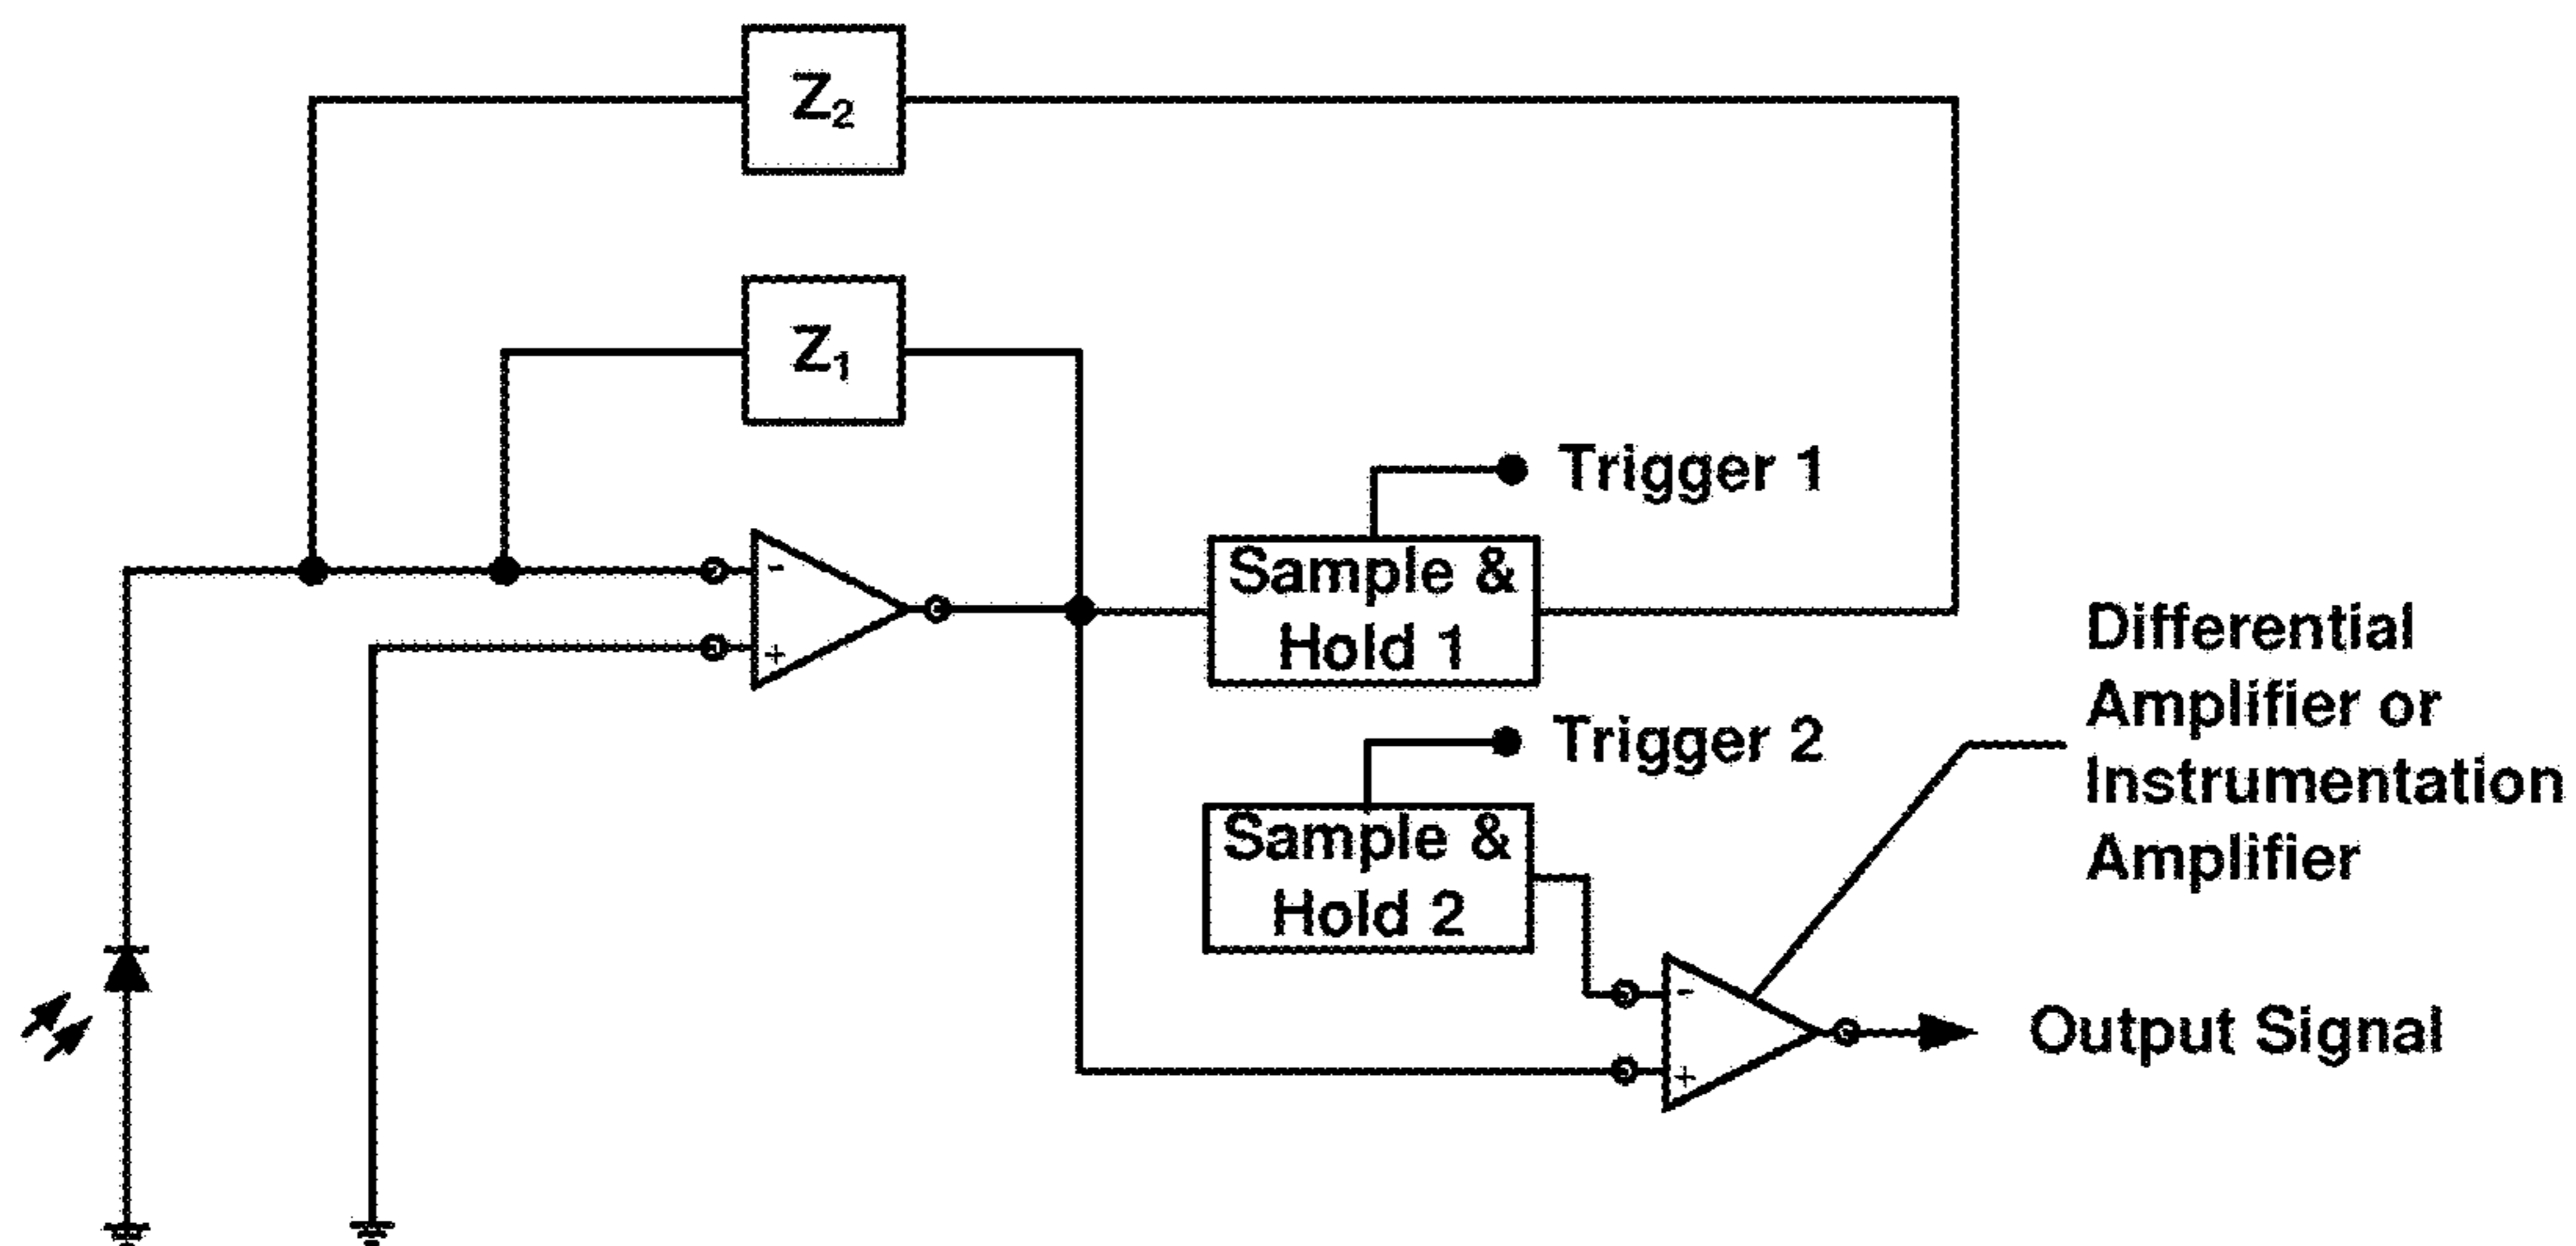 Z₂
Z₁
Trigger 1
-
+
Sample &
Hold 1
Trigger 2
Sample &
Hold 2
Differential
Amplifier or
Instrumentation
Amplifier
-
+
Output Signal